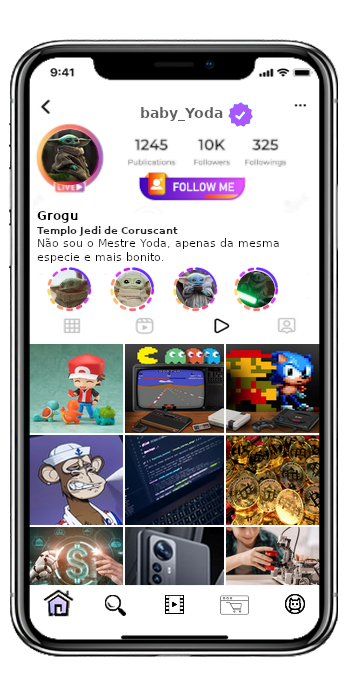 9:41
baby_Yoda
1245 10K 325
Publications Followers Followings
LIVE
FOLLOW ME
Grogu
Templo Jedi de Coruscant
Não sou o Mestre Yoda, apenas da mesma
especie e mais bonito.